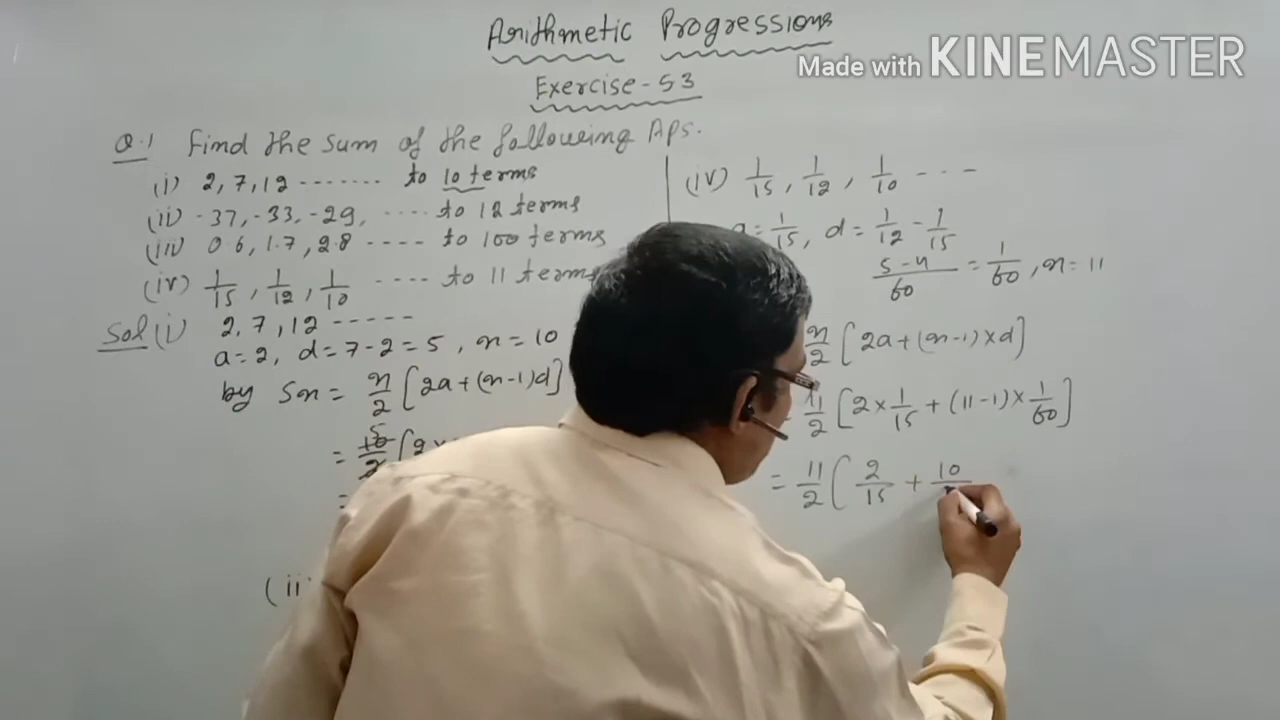 Arithmetic Progressions
Made with KINEMASTER
Exercise - 5 3
Q.1 Find the sum of the following Aps.
(i) 2, 7, 12 ------- to 10 terms
(ii) -37, -33, -29, ---- to 12 terms
(iii) 0.6, 1.7, 2.8 ---- to 100 terms
(iv) 1/15, 1/12, 1/10 ---- to 11 terms
Sol (i) 2, 7, 12 -----
a=2, d=7-2=5, n=10
by Sn= n/2 [2a+(n-1)d]
= 2
=
(ii
(iv) 1/15, 1/12, 1/10 ---
a=1/15, d=1/12-1/15
5-4/60=1/60, n=11
n/2 [2a+(n-1)×d]
11/2 [2×1/15+(11-1)×1/60]
= 11/2 ( 2/15 + 10